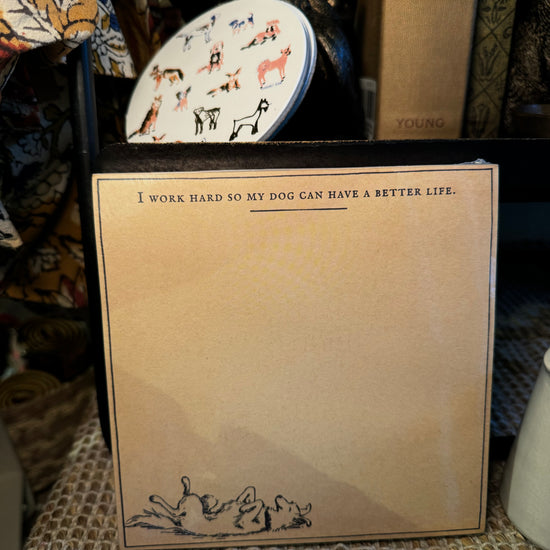 YOUNG
I WORK HARD SO MY DOG CAN HAVE A BETTER LIFE.